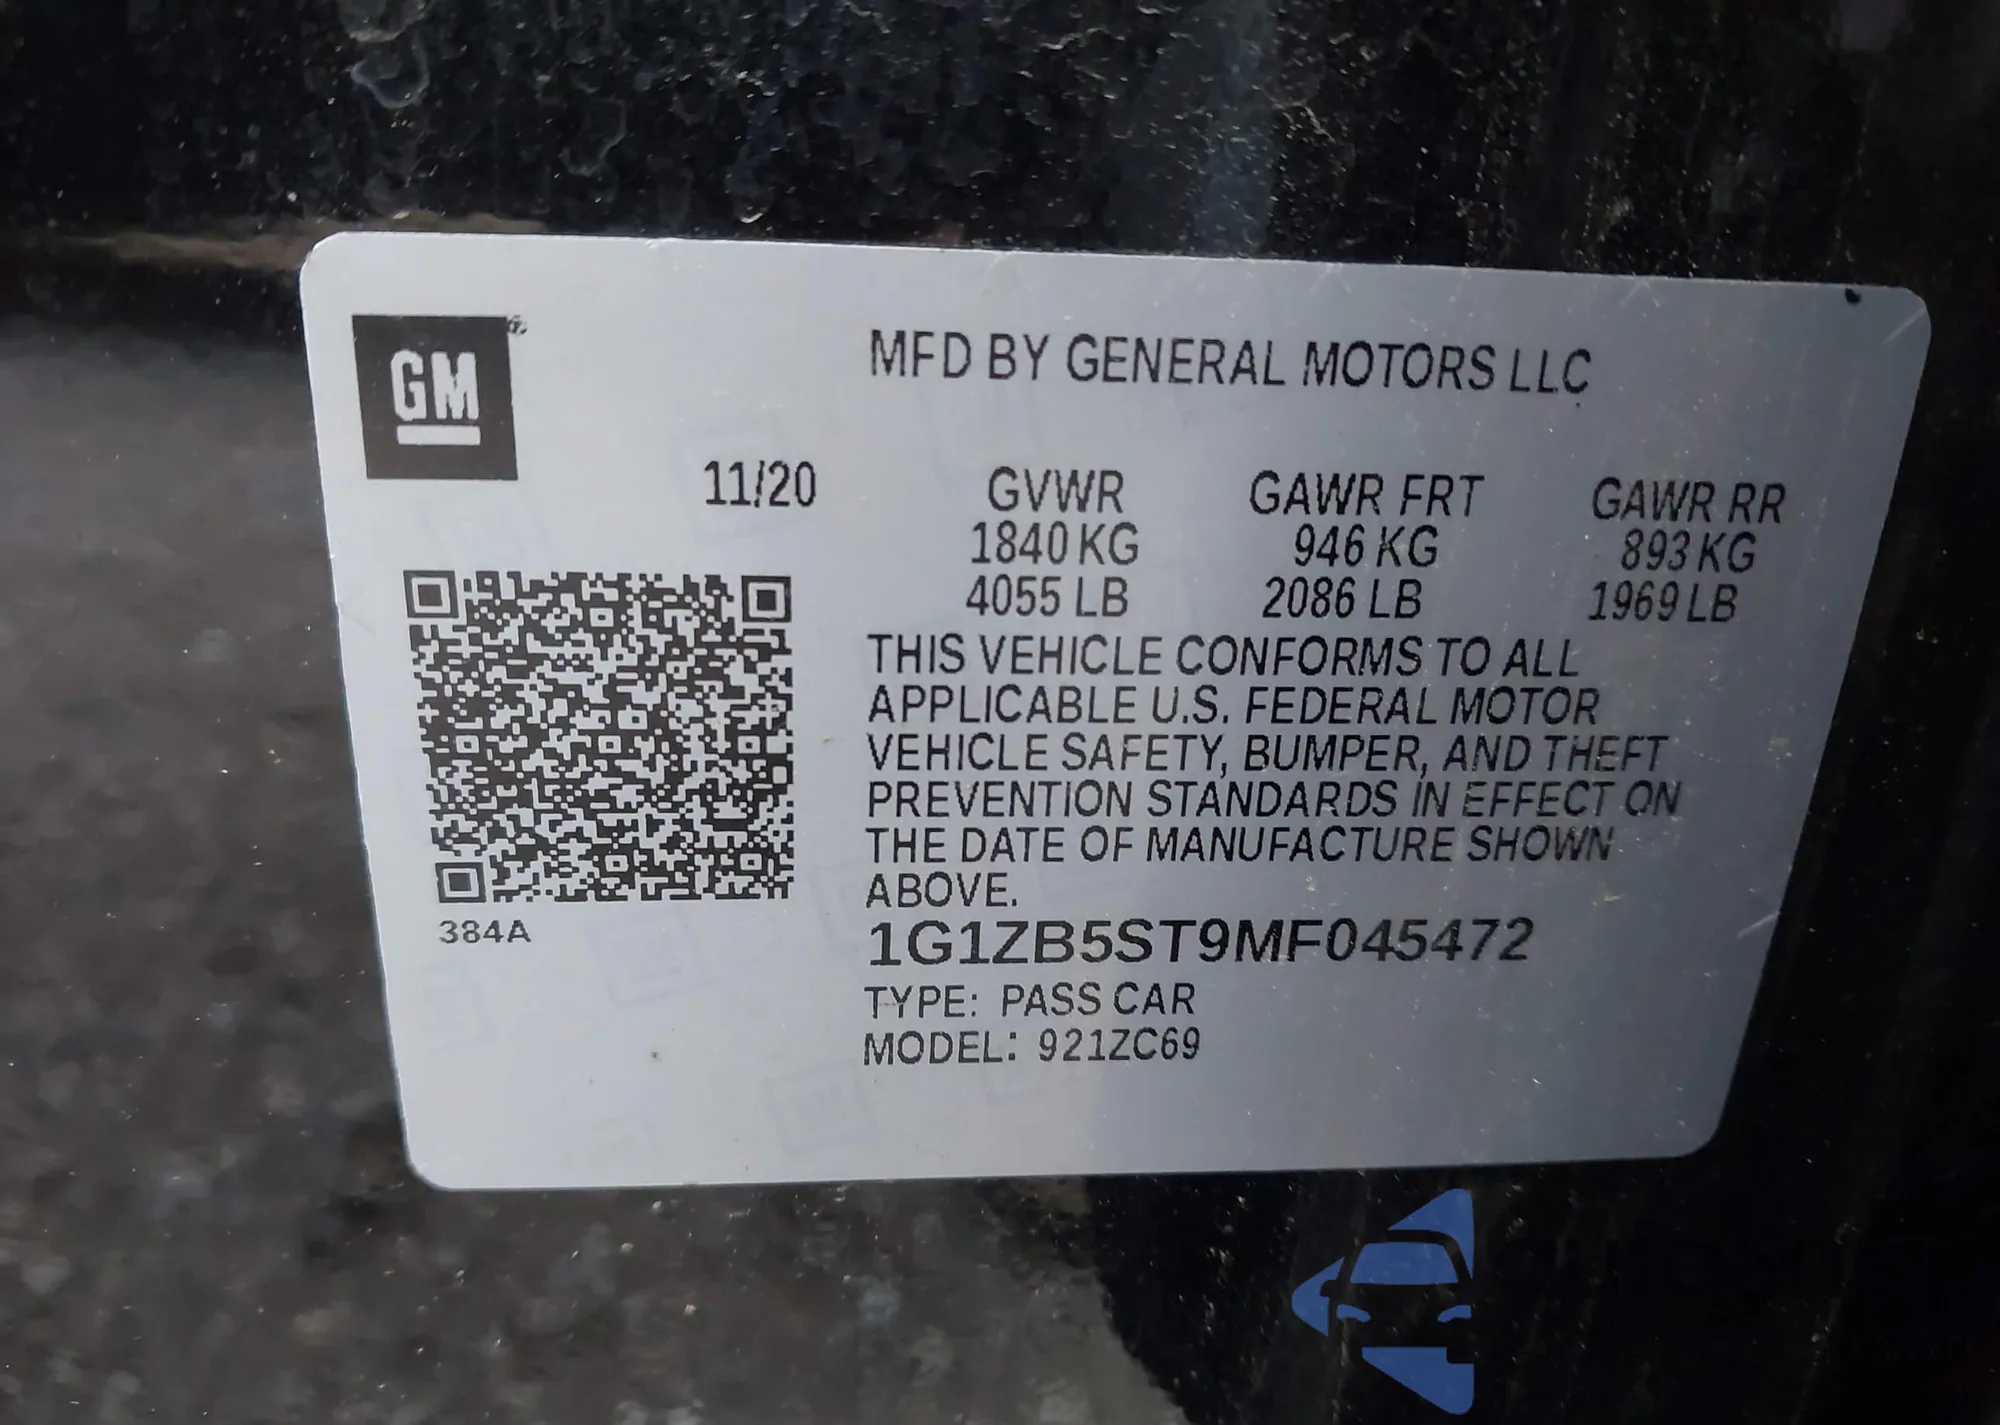 GM
MFD BY GENERAL MOTORS LLC
11/20 GVWR GAWR FRT GAWR RR
1840 KG 946 KG 893 KG
4055 LB 2086 LB 1969 LB
THIS VEHICLE CONFORMS TO ALL
APPLICABLE U.S. FEDERAL MOTOR
VEHICLE SAFETY, BUMPER, AND THEFT
PREVENTION STANDARDS IN EFFECT ON
THE DATE OF MANUFACTURE SHOWN
ABOVE.
384A
1G1ZB5ST9MF045472
TYPE: PASS CAR
MODEL: 921ZC69